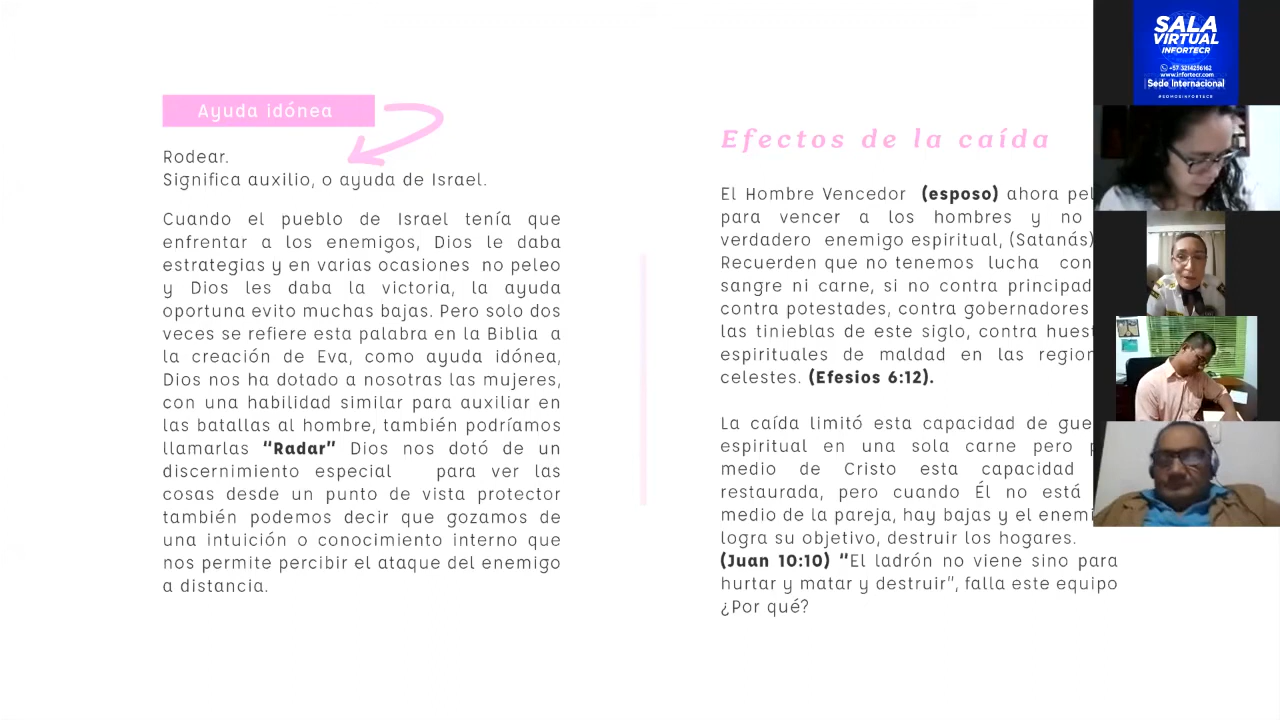 Ayuda idónea
Rodear.
Significa auxilio, o ayuda de Israel.
Cuando el pueblo de Israel tenía que
enfrentar a los enemigos, Dios le daba
estrategias y en varias ocasiones no peleo
y Dios les daba la victoria, la ayuda
oportuna evito muchas bajas. Pero solo dos
veces se refiere esta palabra en la Biblia a
la creación de Eva, como ayuda idónea,
Dios nos ha dotado a nosotras las mujeres,
con una habilidad similar para auxiliar en
las batallas al hombre, también podríamos
llamarlas “Radar” Dios nos dotó de un
discernimiento especial para ver las
cosas desde un punto de vista protector
también podemos decir que gozamos de
una intuición o conocimiento interno que
nos permite percibir el ataque del enemigo
a distancia.
Efectos de la caída
El Hombre Vencedor (esposo) ahora
para vencer a los hombres y no
verdadero enemigo espiritual, (Satanás)
Recuerden que no tenemos lucha
sangre ni carne, si no contra
contra potestades, contra gobernadores
las tinieblas de este siglo, contra
espirituales de maldad en las
celestes. (Efesios 6:12).
La caída limitó esta capacidad de
espiritual en una sola carne pero
medio de Cristo esta capacidad
restaurada, pero cuando Él no está
medio de la pareja, hay bajas y el
logra su objetivo, destruir los hogares.
(Juan 10:10) “El ladrón no viene sino para
hurtar y matar y destruir”, falla este equipo
¿Por qué?
SALA
VIRTUAL
INFORTECR
+57 3214256162
www.infortecr.com
Sede Internacional
#SOMOSINFORTECR